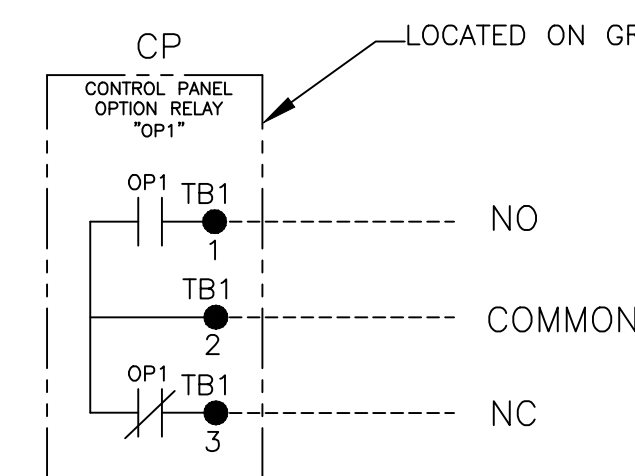 CP
LOCATED ON
CONTROL PANEL
OPTION RELAY
"OP1"
OP1 TB1
1
NO
TB1
2
COMMON
OP1 TB1
3
NC